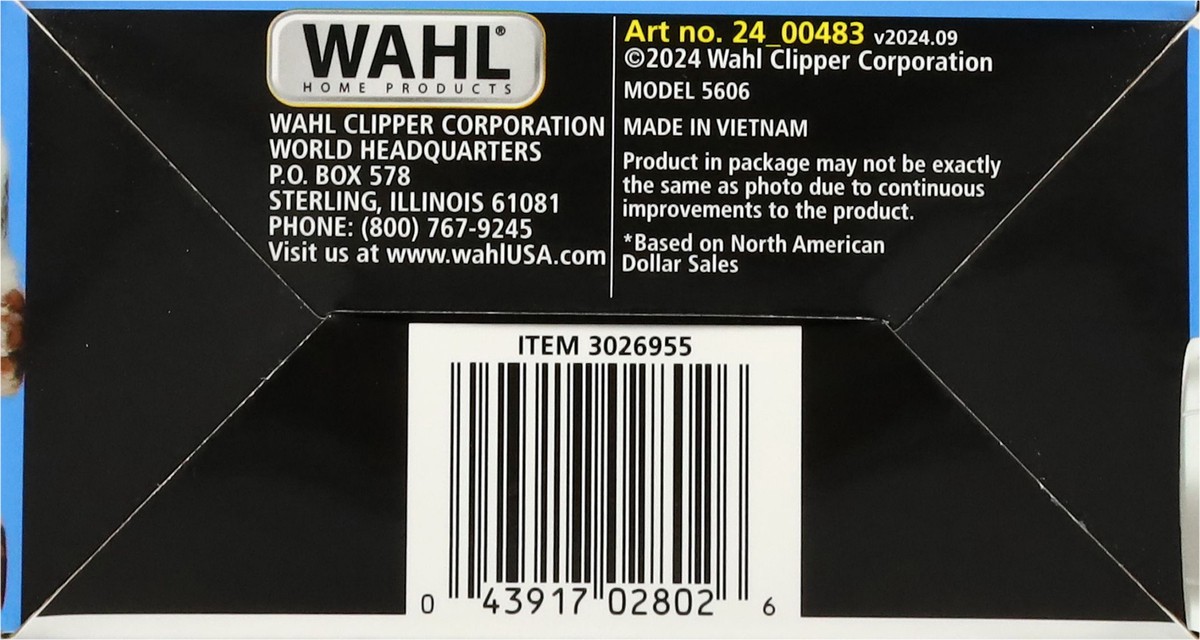 WAHL®
HOME PRODUCTS
WAHL CLIPPER CORPORATION
WORLD HEADQUARTERS
P.O. BOX 578
STERLING, ILLINOIS 61081
PHONE: (800) 767-9245
Visit us at www.wahlUSA.com
Art no. 24_00483 v2024.09
©2024 Wahl Clipper Corporation
MODEL 5606
MADE IN VIETNAM
Product in package may not be exactly
the same as photo due to continuous
improvements to the product.
*Based on North American
Dollar Sales
ITEM 3026955
0 43917 02802 6